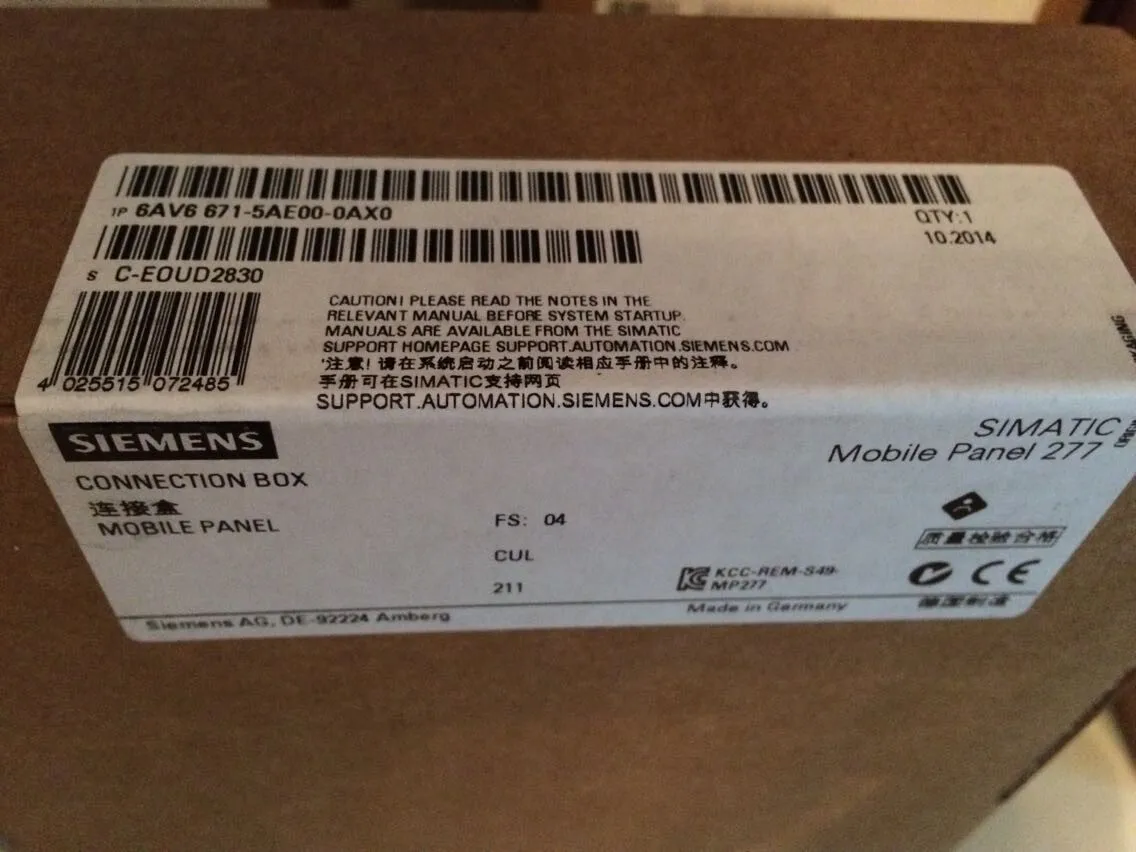 1P 6AV6 671-5AE00-0AX0
QTY:1
10.2014
S C-EOUD2830
4 025515 072485
CAUTION! PLEASE READ THE NOTES IN THE
RELEVANT MANUAL BEFORE SYSTEM STARTUP.
MANUALS ARE AVAILABLE FROM THE SIMATIC
SUPPORT HOMEPAGE SUPPORT.AUTOMATION.SIEMENS.COM
'注意! 请在系统启动之前阅读相应手册中的注释。
手册可在SIMATIC支持网页
SUPPORT.AUTOMATION.SIEMENS.COM中获得。
SIEMENS
SIMATIC
Mobile Panel 277
CONNECTION BOX
连接盒
MOBILE PANEL
FS: 04
CUL
211
质量检验合格
KCC-REM-S49-
MP277
CE
Made in Germany
德国制造
Siemens AG, DE-92224 Amberg